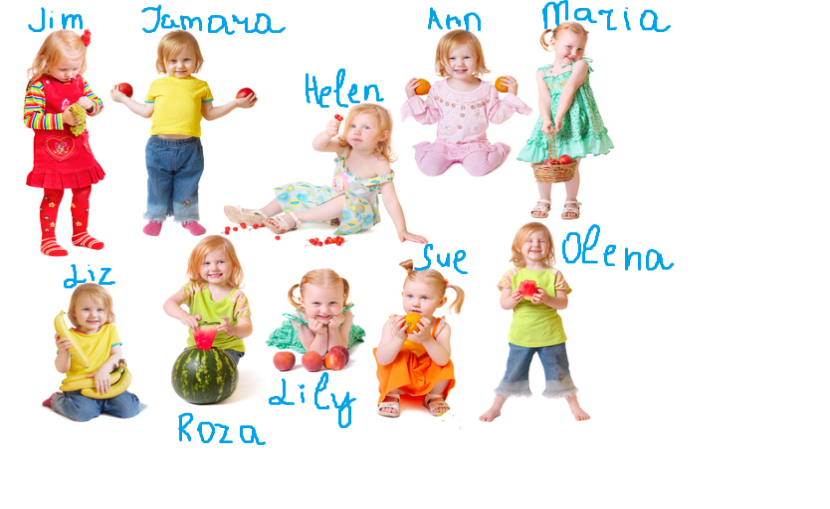 Jim
Tamara
Helen
Ann
Maria
Liz
Roza
Lily
Sue
Olena